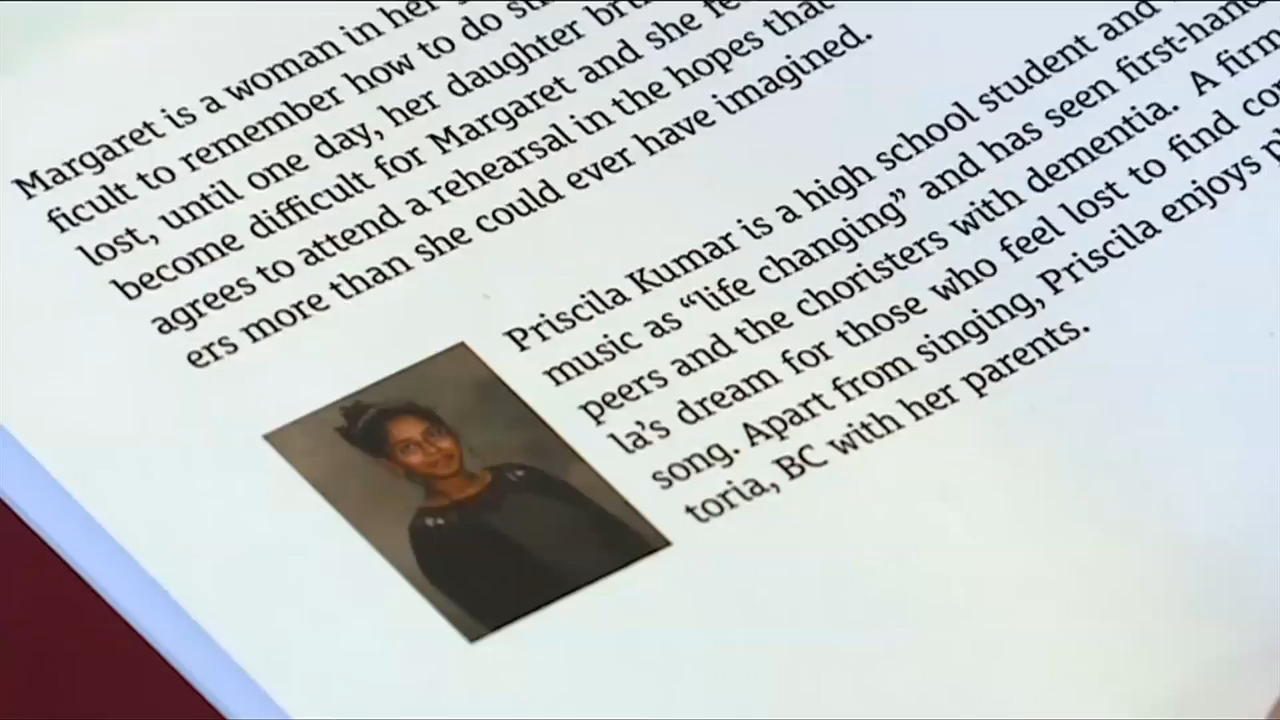 Margaret is a woman in her
ficult to remember how to do
lost, until one day, her daughter
become difficult for Margaret and she
agrees to attend a rehearsal in the hopes that
ers more than she could ever have imagined.
Priscila Kumar is a high school student and
music as “life changing” and has seen first-hand
peers and the choristers with dementia. A firm
la’s dream for those who feel lost to find
song. Apart from singing, Priscila enjoys
toria, BC with her parents.